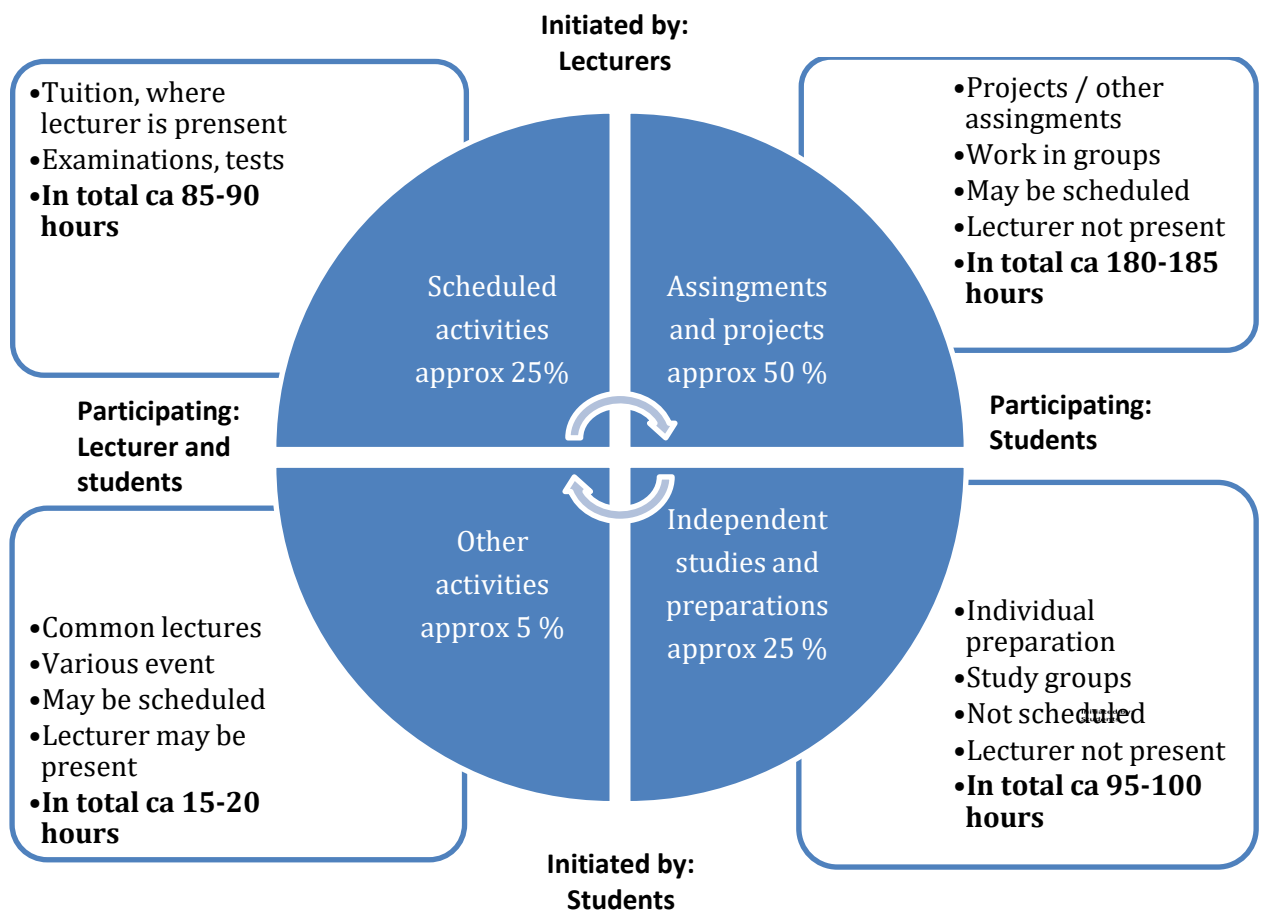 Initiated by:
Lecturers
•Tuition, where
lecturer is prensent
•Examinations, tests
•In total ca 85-90
hours
•Projects / other
assingments
•Work in groups
•May be scheduled
•Lecturer not present
•In total ca 180-185
hours
Scheduled
activities
approx 25%
Assingments
and projects
approx 50 %
Participating:
Lecturer and
students
Participating:
Students
Other
activities
approx 5 %
Independent
studies and
preparations
approx 25 %
•Common lectures
•Various event
•May be scheduled
•Lecturer may be
present
•In total ca 15-20
hours
•Individual
preparation
•Study groups
•Not scheduled
Initiated by:
Students
•Lecturer not present
•In total ca 95-100
hours
Initiated by:
Students